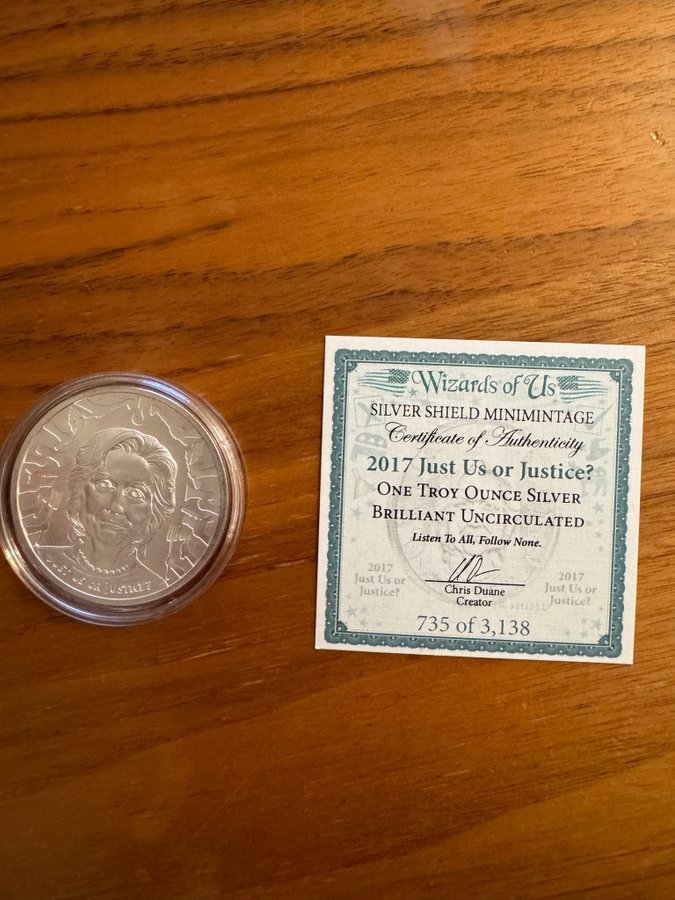 JUST US OR JUSTICE?
Wizards of Us
SILVER SHIELD MINIMINTAGE
Certificate of Authenticity
2017 Just Us or Justice?
ONE TROY OUNCE SILVER
BRILLIANT UNCIRCULATED
Listen To All, Follow None.
2017
Just Us or
Justice?
Chris Duane
Creator
2017
Just Us or
Justice?
735 of 3,138